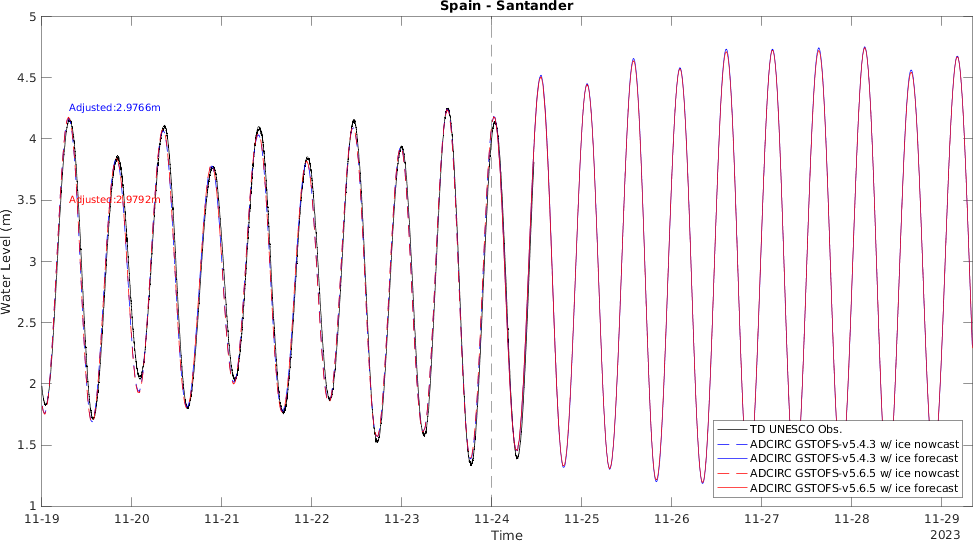 Spain - Santander
5
4.5
4
3.5
3
2.5
2
1.5
1
Water Level (m)
Adjusted:2.9766m
Adjusted:2.9792m
TD UNESCO Obs.
ADCIRC GSTOFS-v5.4.3 w/ ice nowcast
ADCIRC GSTOFS-v5.4.3 w/ ice forecast
ADCIRC GSTOFS-v5.6.5 w/ ice nowcast
ADCIRC GSTOFS-v5.6.5 w/ ice forecast
11-19 11-20 11-21 11-22 11-23 11-24 11-25 11-26 11-27 11-28 11-29
Time
2023